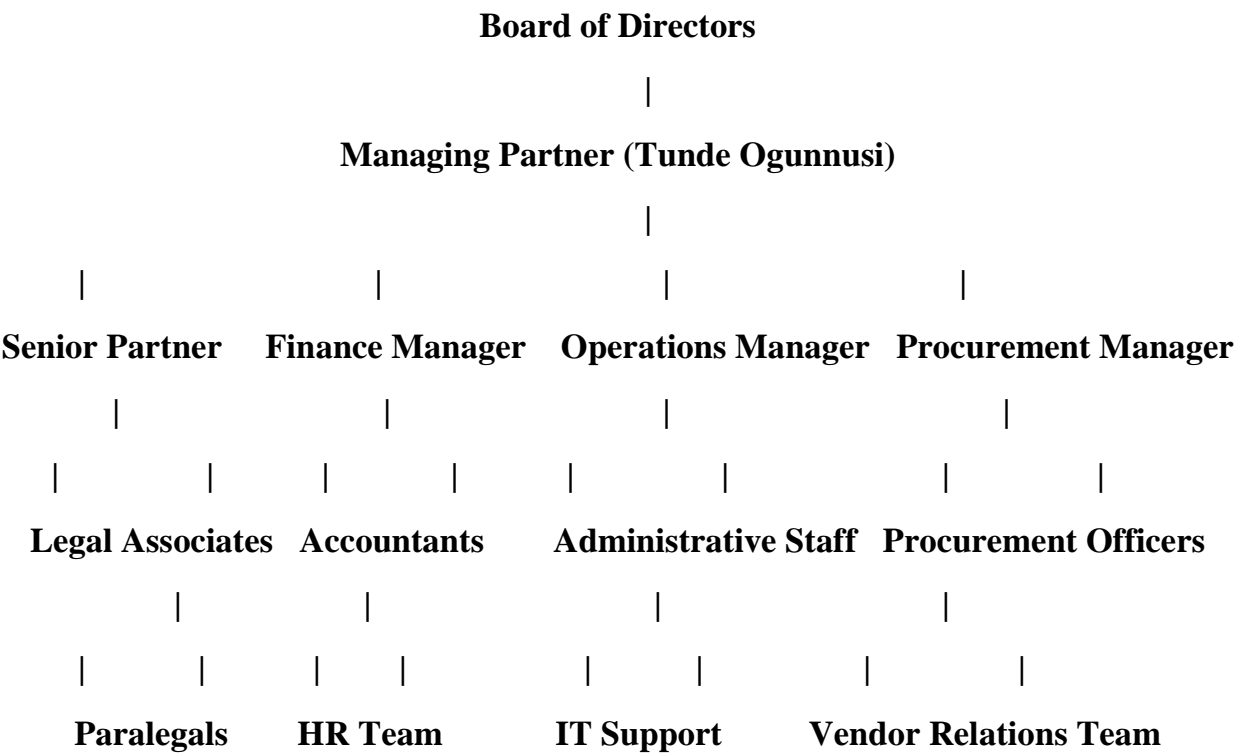 Board of Directors
|
Managing Partner (Tunde Ogunnusi)
|
| | | |
Senior Partner Finance Manager Operations Manager Procurement Manager
| | | |
| | | | | | | |
Legal Associates Accountants Administrative Staff Procurement Officers
| | | |
| | | | | | | |
Paralegals HR Team IT Support Vendor Relations Team